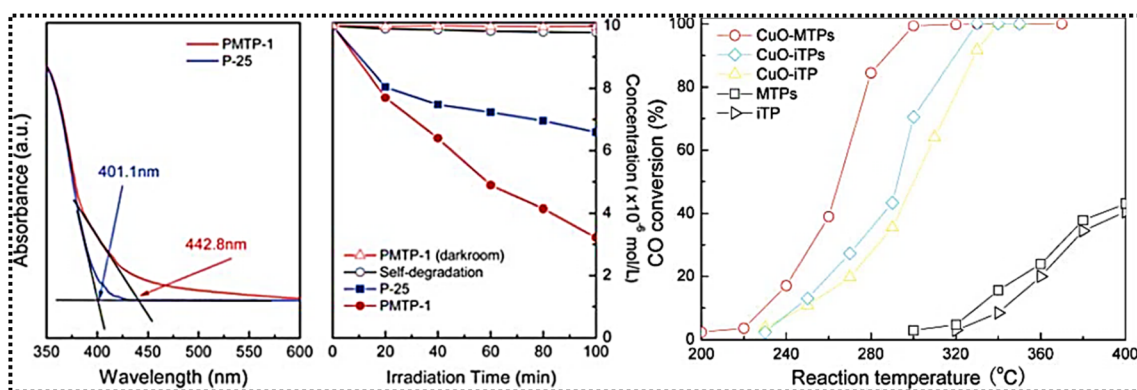 Absorbance (a.u.)
PMTP-1
P-25
401.1nm
442.8nm
350 400 450 500 550 600
Wavelength (nm)
PMTP-1 (darkroom)
Self-degradation
P-25
PMTP-1
0 20 40 60 80 100
Irradiation Time (min)
10
8
6
4
2
0
Concentration (×10⁻⁶ mol/L)
CO conversion (%)
100
80
60
40
20
0
CuO-MTPs
CuO-iTPs
CuO-iTP
MTPs
iTP
200 240 280 320 360 400
Reaction temperature (°C)